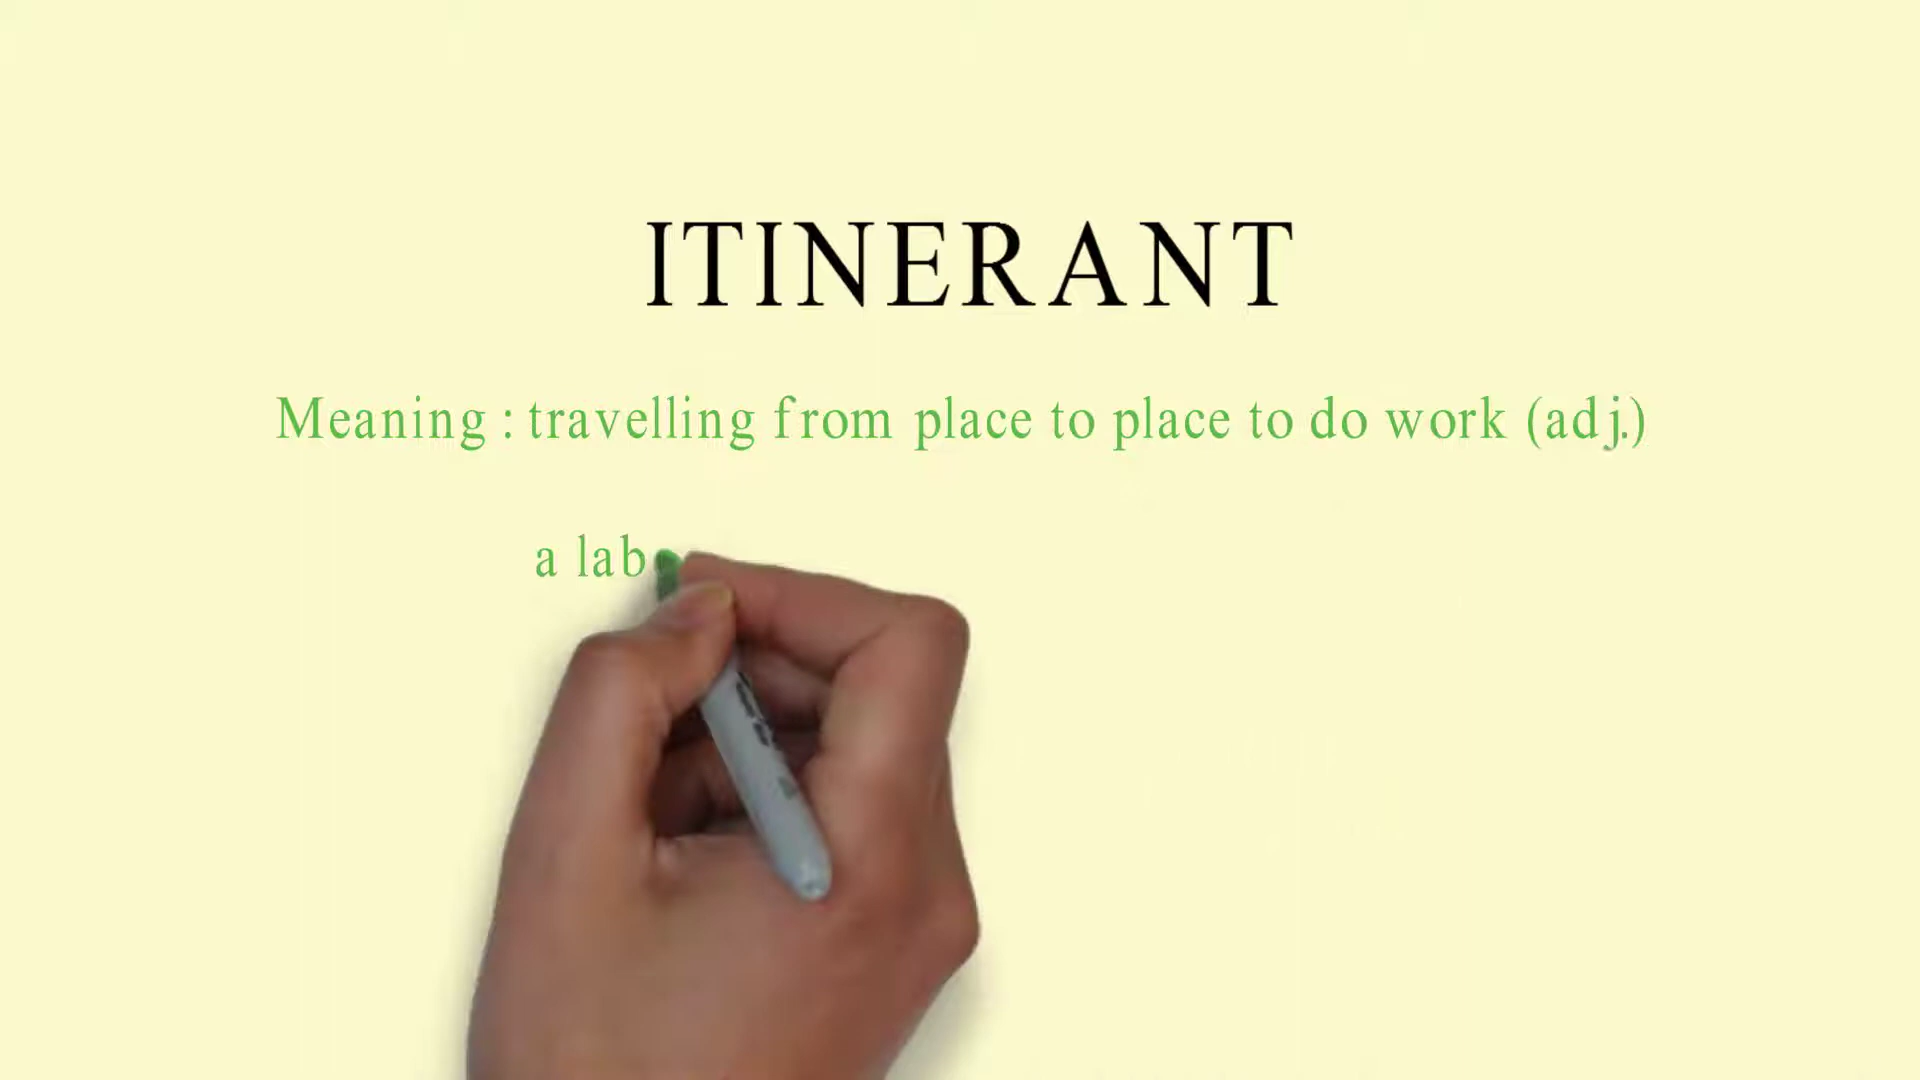 ITINERANT
Meaning : travelling from place to place to do work (adj.)
a lab